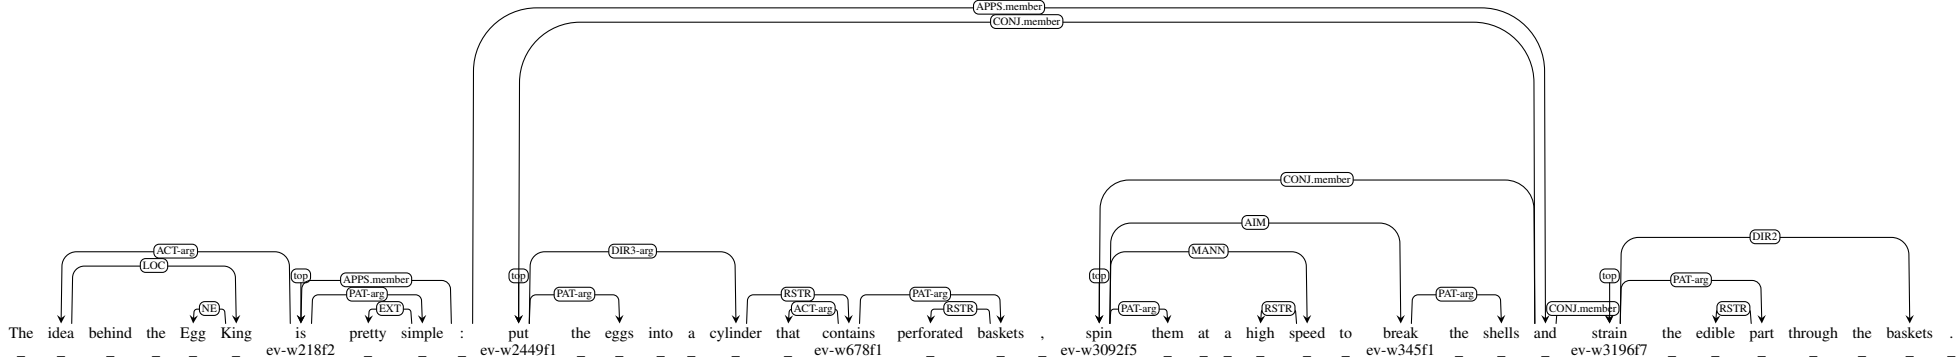 APPS.member
CONJ.member
CONJ.member
AIM
DIR2
ACT-arg DIR3-arg MANN
LOC
top APPS.member top top top PAT-arg
PAT-arg PAT-arg RSTR PAT-arg PAT-arg
NE EXT ACT-arg RSTR PAT-arg RSTR CONJ.member RSTR
The idea behind the Egg King is pretty simple : put the eggs into a cylinder that contains perforated baskets , spin them at a high speed to break the shells and strain the edible part through the baskets .
_ _ _ _ _ _ ev-w218f2 _ _ _ ev-w2449f1 _ _ _ _ _ _ ev-w678f1 _ _ _ ev-w3092f5 _ _ _ _ _ _ ev-w345f1 _ _ _ ev-w3196f7 _ _ _ _ _ _ _